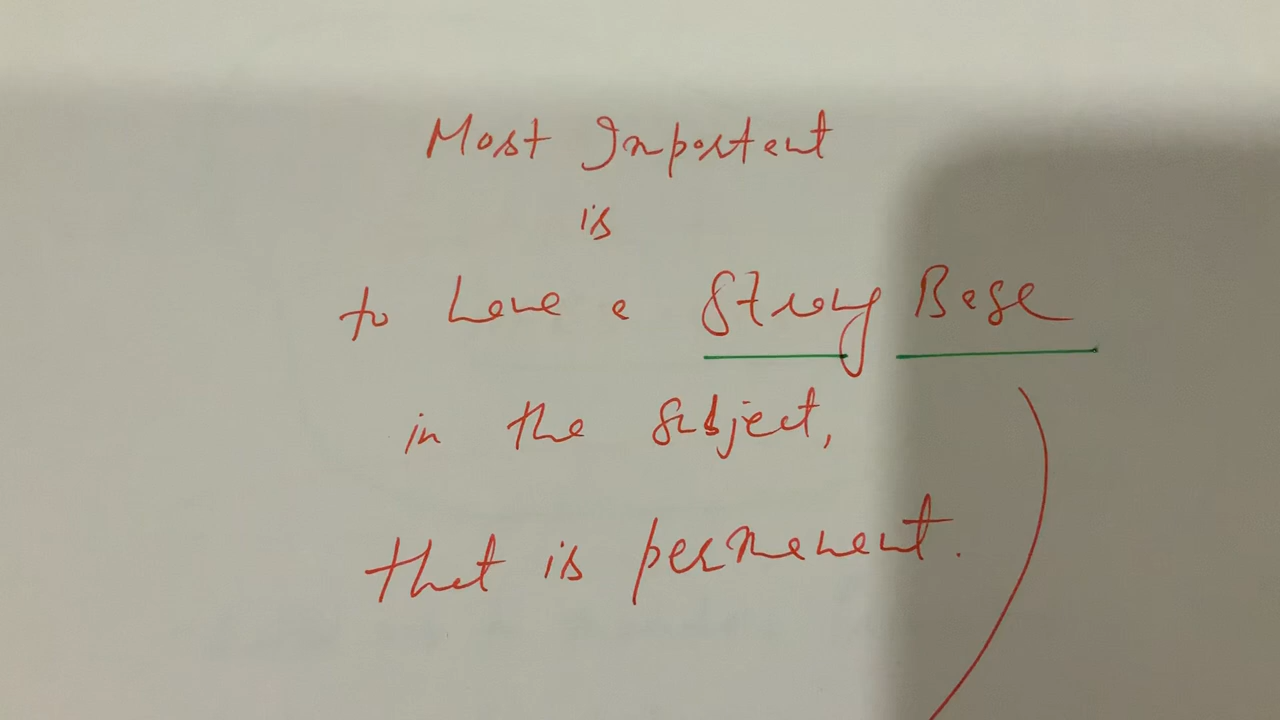 Most Important
is
to have a Strong Base
in the subject,
that is permanent.